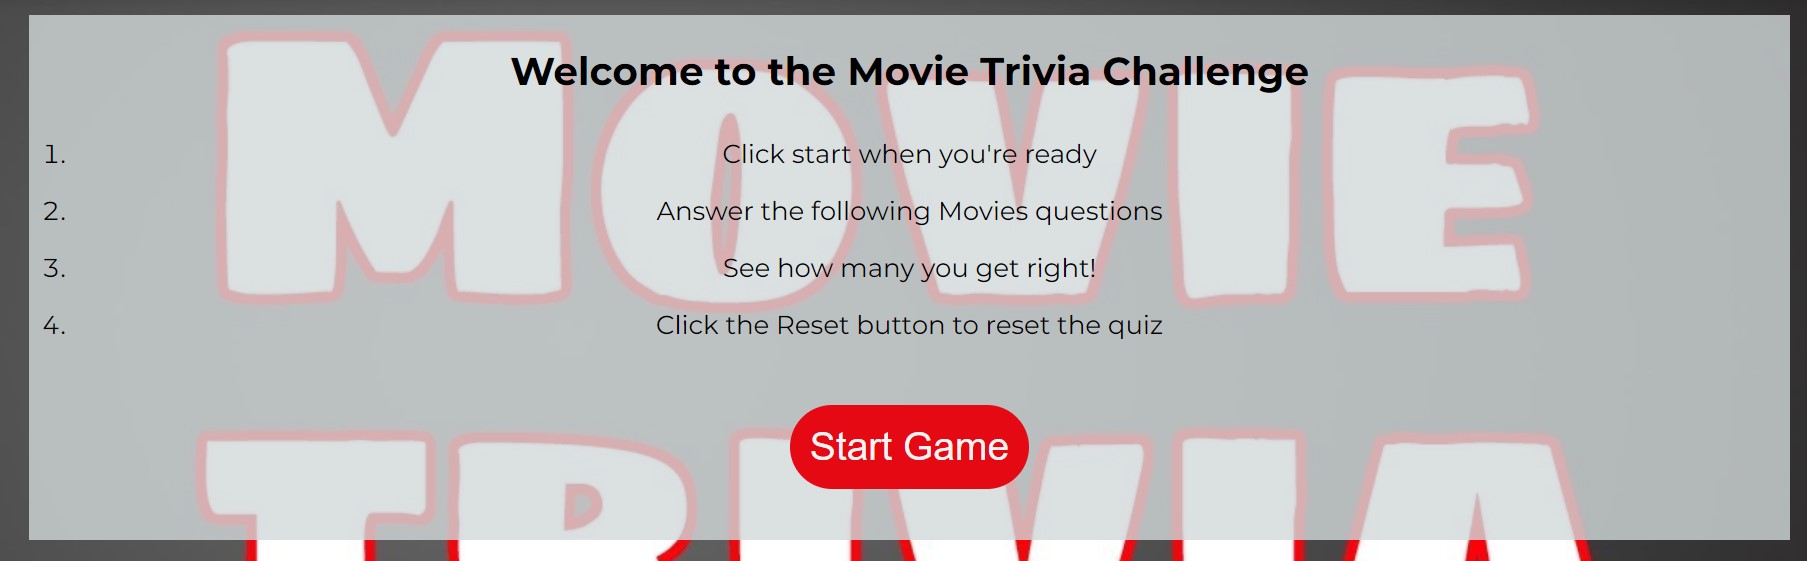 Welcome to the Movie Trivia Challenge
1. Click start when you're ready
2. Answer the following Movies questions
3. See how many you get right!
4. Click the Reset button to reset the quiz
Start Game
MOVIE
TRIVIA